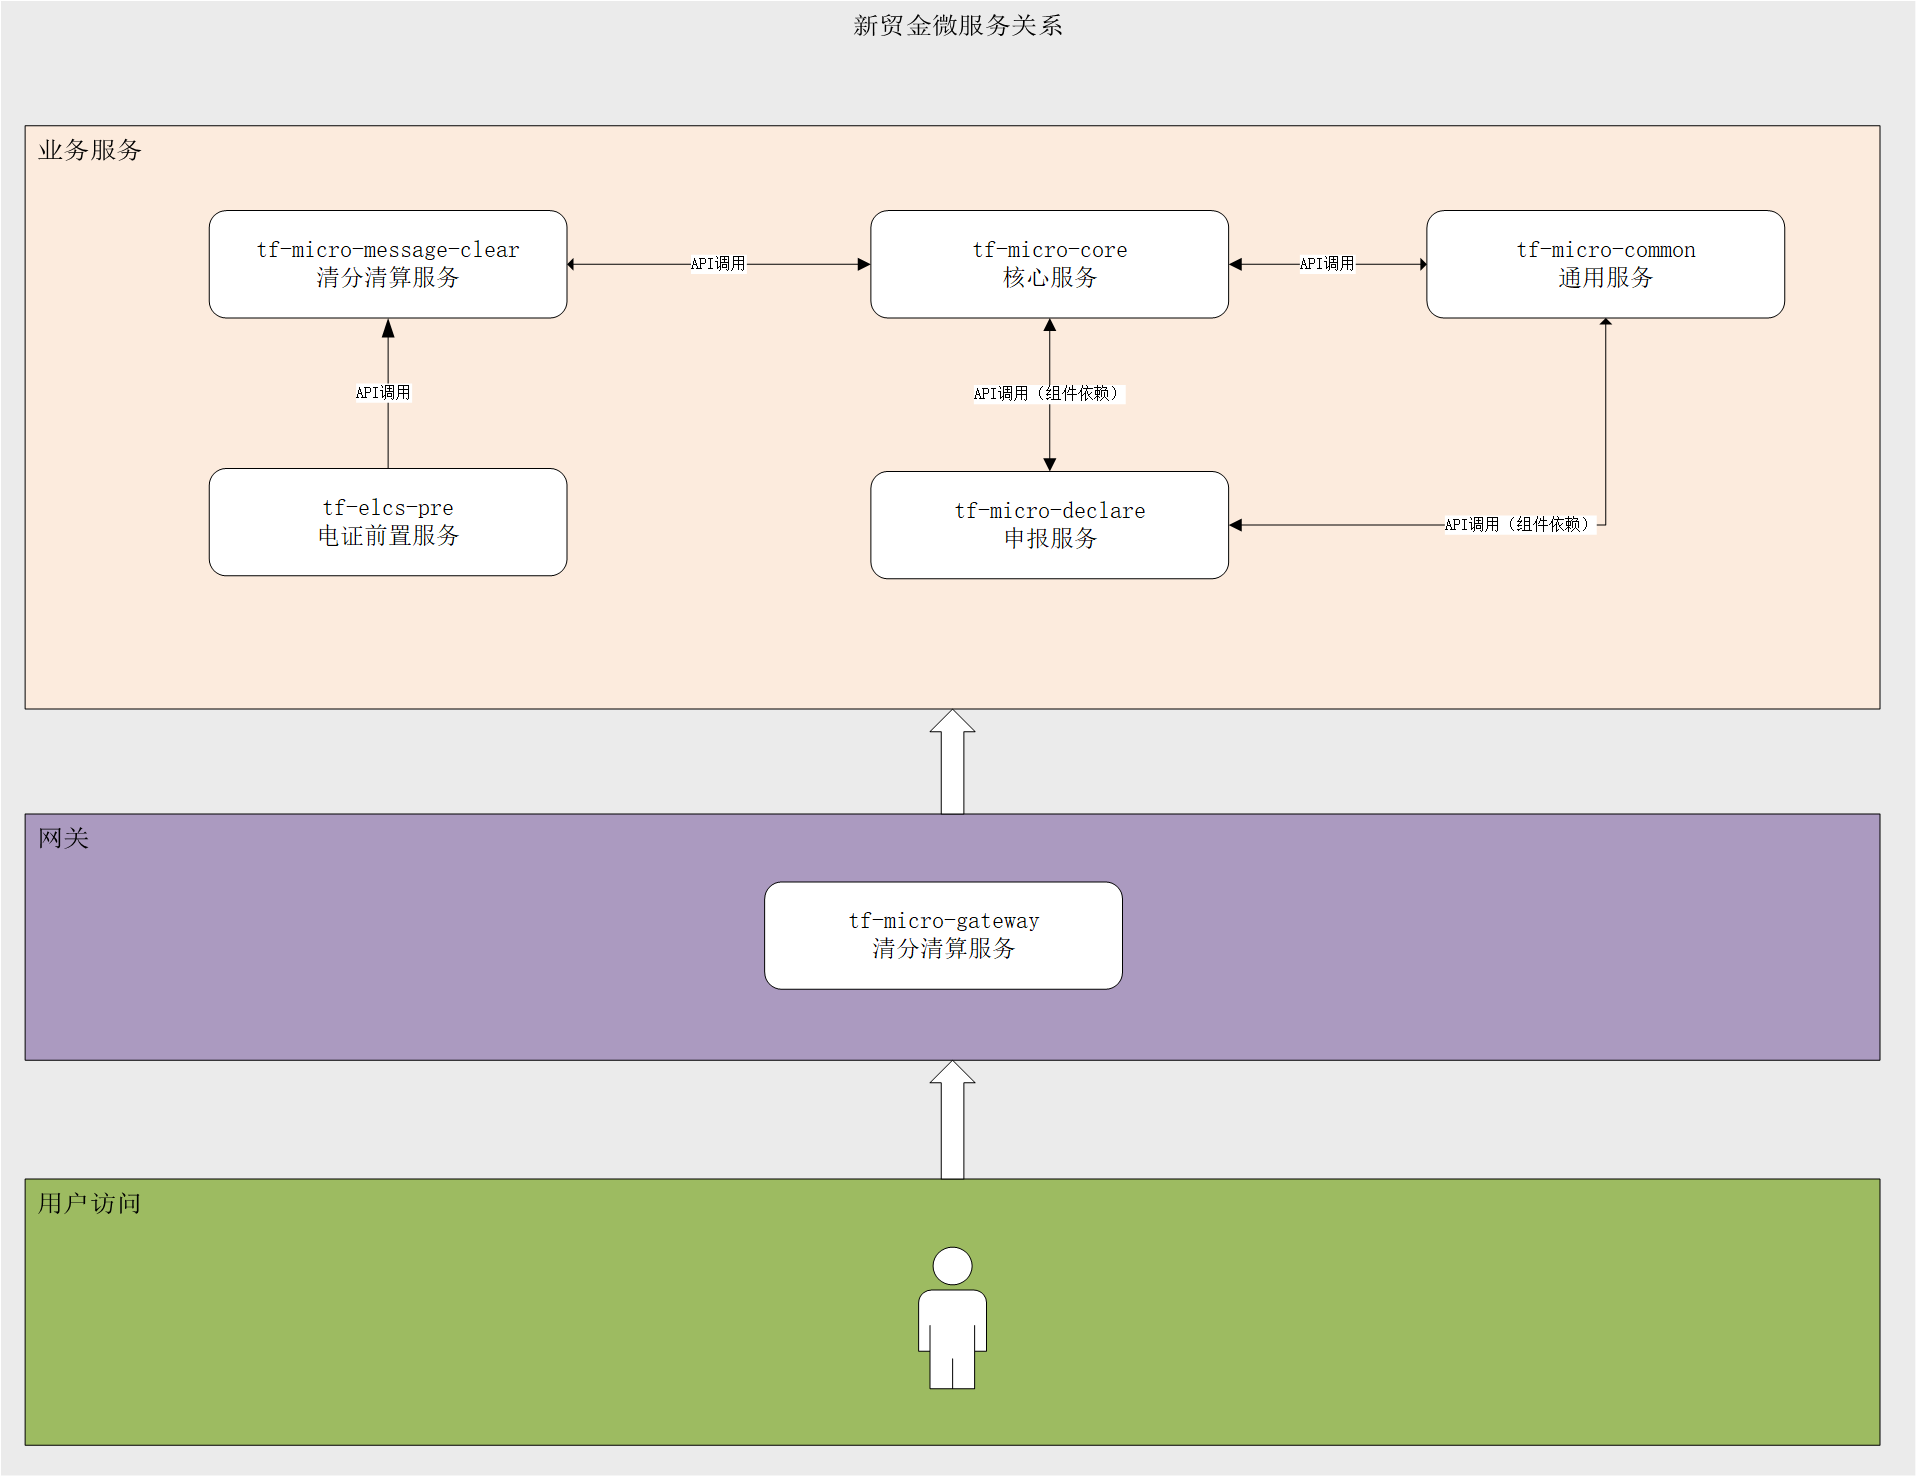 新贸金微服务关系
业务服务
tf-micro-message-clear
清分清算服务
API调用
tf-micro-core
核心服务
API调用
tf-micro-common
通用服务
API调用
API调用（组件依赖）
tf-elcs-pre
电证前置服务
tf-micro-declare
申报服务
API调用（组件依赖）
网关
tf-micro-gateway
清分清算服务
用户访问